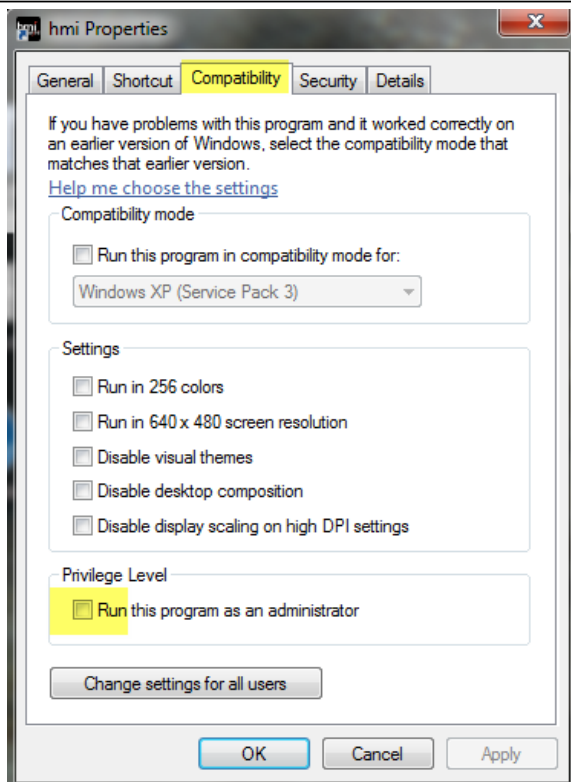 hmi hmi Properties
General Shortcut Compatibility Security Details
If you have problems with this program and it worked correctly on
an earlier version of Windows, select the compatibility mode that
matches that earlier version.
Help me choose the settings
Compatibility mode
Run this program in compatibility mode for:
Windows XP (Service Pack 3)
Settings
Run in 256 colors
Run in 640 x 480 screen resolution
Disable visual themes
Disable desktop composition
Disable display scaling on high DPI settings
Privilege Level
Run this program as an administrator
Change settings for all users
OK Cancel Apply